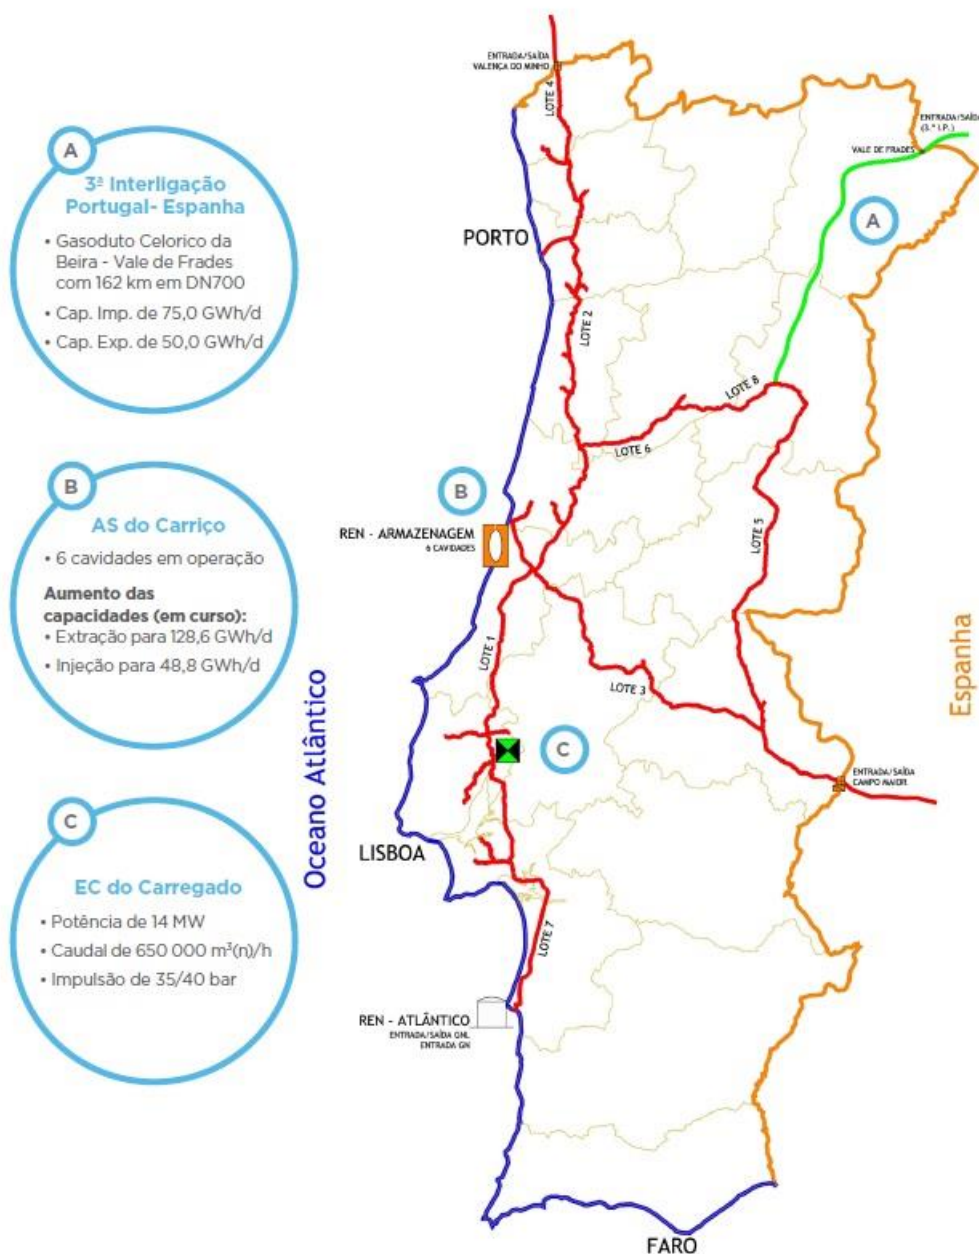 A
3ª Interligação
Portugal- Espanha
• Gasoduto Celorico da
Beira - Vale de Frades
com 162 km em DN700
• Cap. Imp. de 75,0 GWh/d
• Cap. Exp. de 50,0 GWh/d
B
AS do Carriço
• 6 cavidades em operação
Aumento das
capacidades (em curso):
• Extração para 128,6 GWh/d
• Injeção para 48,8 GWh/d
C
EC do Carregado
• Potência de 14 MW
• Caudal de 650 000 m³(n)/h
• Impulsão de 35/40 bar
ENTRADA/SAÍDA
VALENÇA DO MINHO
LOTE 4
ENTRADA/SAÍDA
(3.ª I.P.)
VALE DE FRADES
A
PORTO
LOTE 2
LOTE 8
LOTE 6
B
REN - ARMAZENAGEM
6 CAVIDADES
LOTE 5
LOTE 1
LOTE 3
Oceano Atlântico
Espanha
C
ENTRADA/SAÍDA
CAMPO MAIOR
LISBOA
LOTE 7
REN - ATLÂNTICO
ENTRADA/SAÍDA GNL
ENTRADA GN
FARO